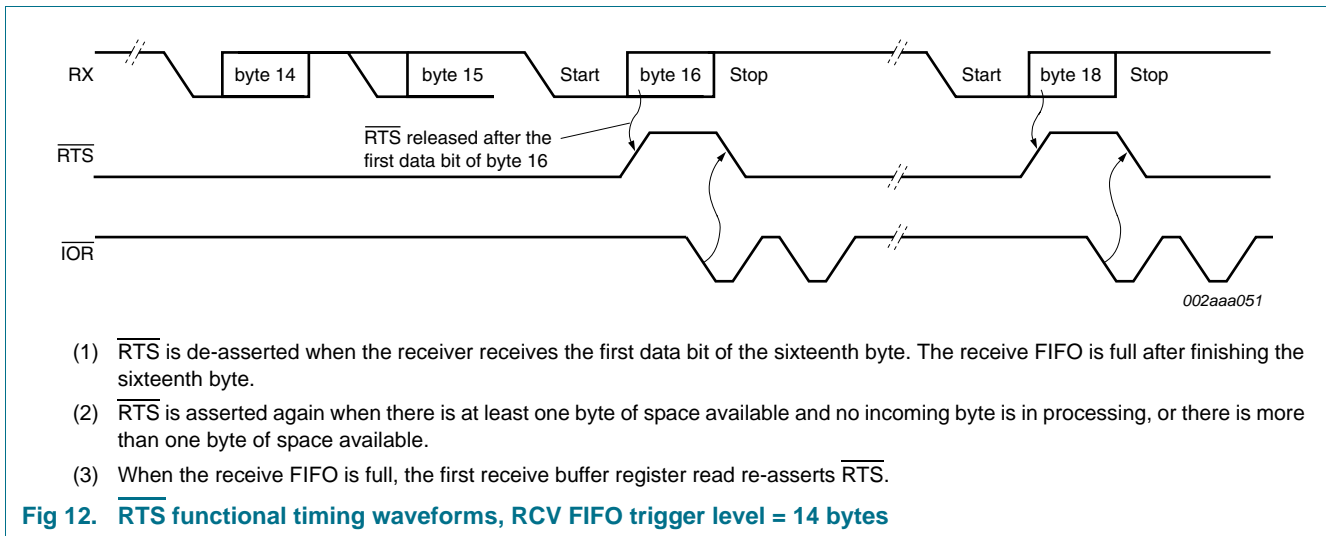 RX
byte 14
byte 15
Start
byte 16
Stop
Start
byte 18
Stop
RTS released after the
first data bit of byte 16
RTS
IOR
002aaa051
(1) RTS is de-asserted when the receiver receives the first data bit of the sixteenth byte. The receive FIFO is full after finishing the
sixteenth byte.
(2) RTS is asserted again when there is at least one byte of space available and no incoming byte is in processing, or there is more
than one byte of space available.
(3) When the receive FIFO is full, the first receive buffer register read re-asserts RTS.
Fig 12. RTS functional timing waveforms, RCV FIFO trigger level = 14 bytes